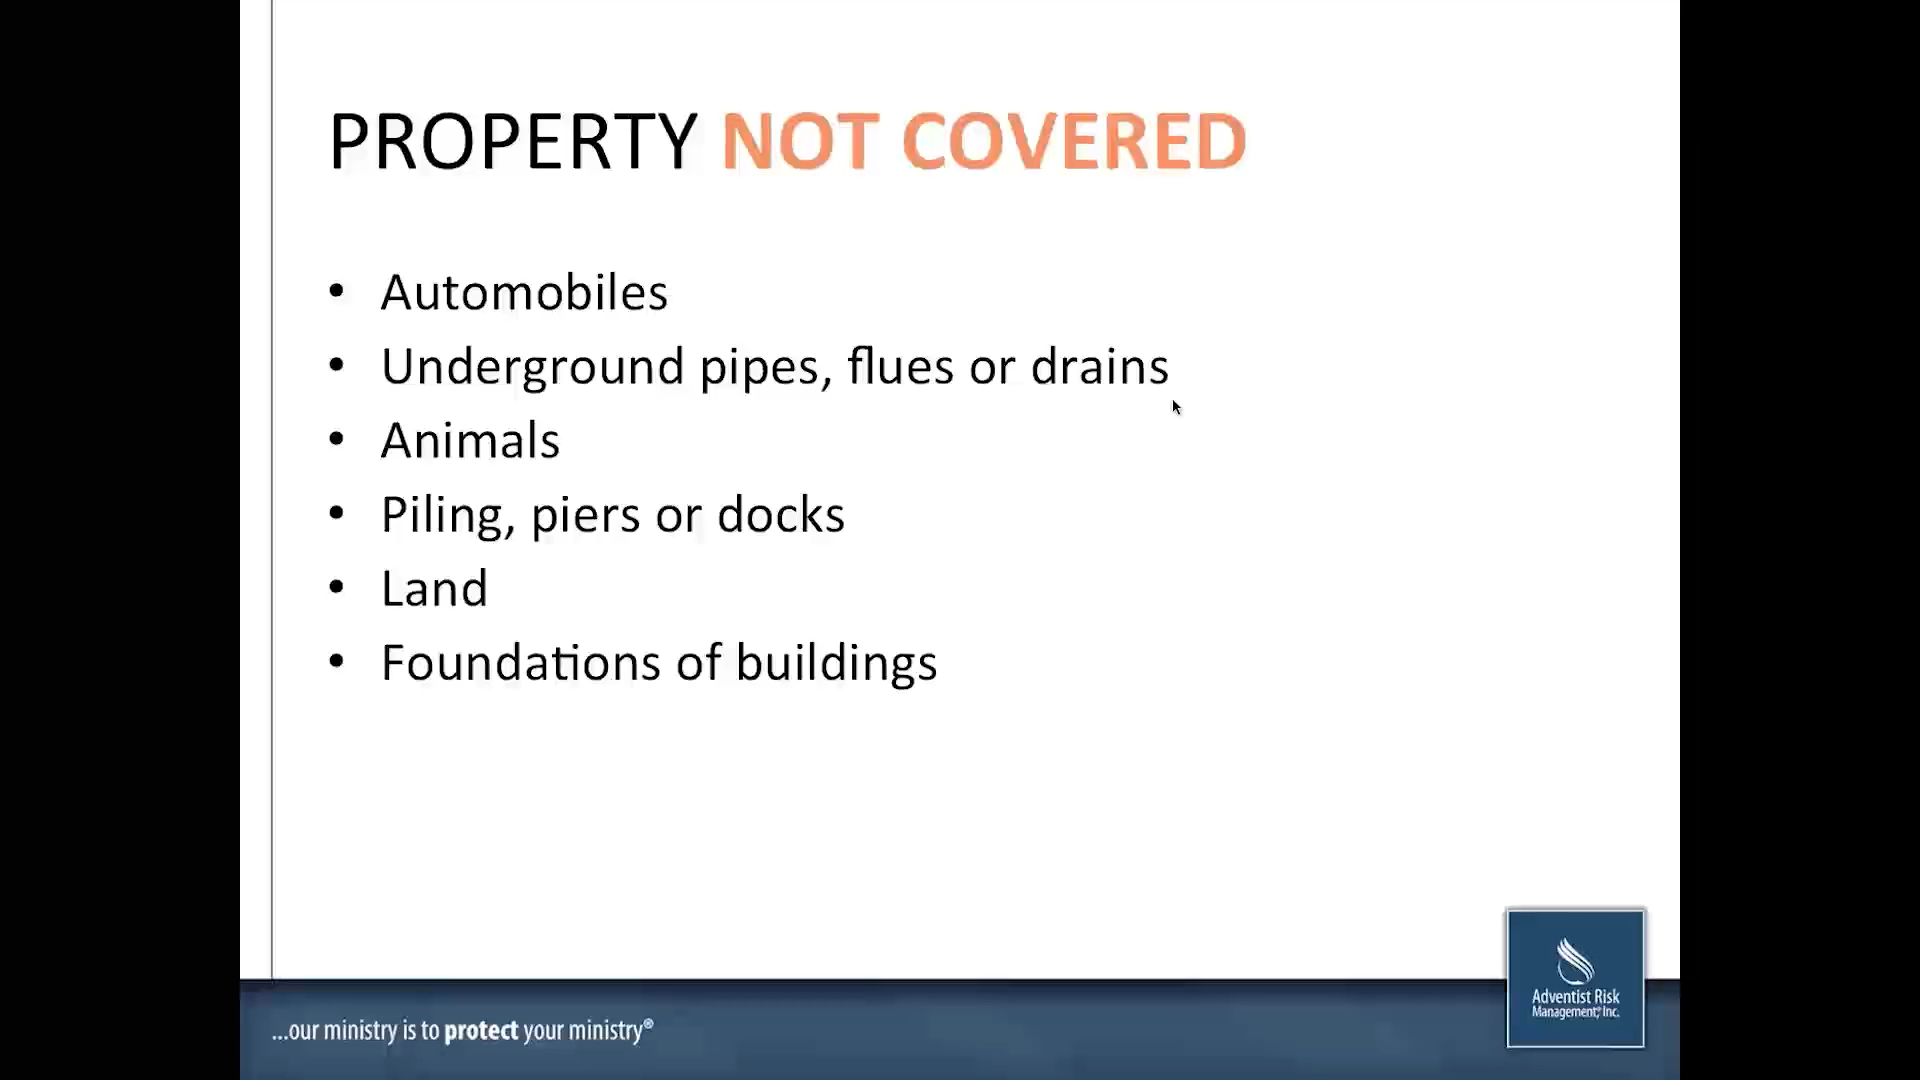 PROPERTY NOT COVERED
• Automobiles
• Underground pipes, flues or drains
• Animals
• Piling, piers or docks
• Land
• Foundations of buildings
...our ministry is to protect your ministry®
Adventist Risk
Management, Inc.